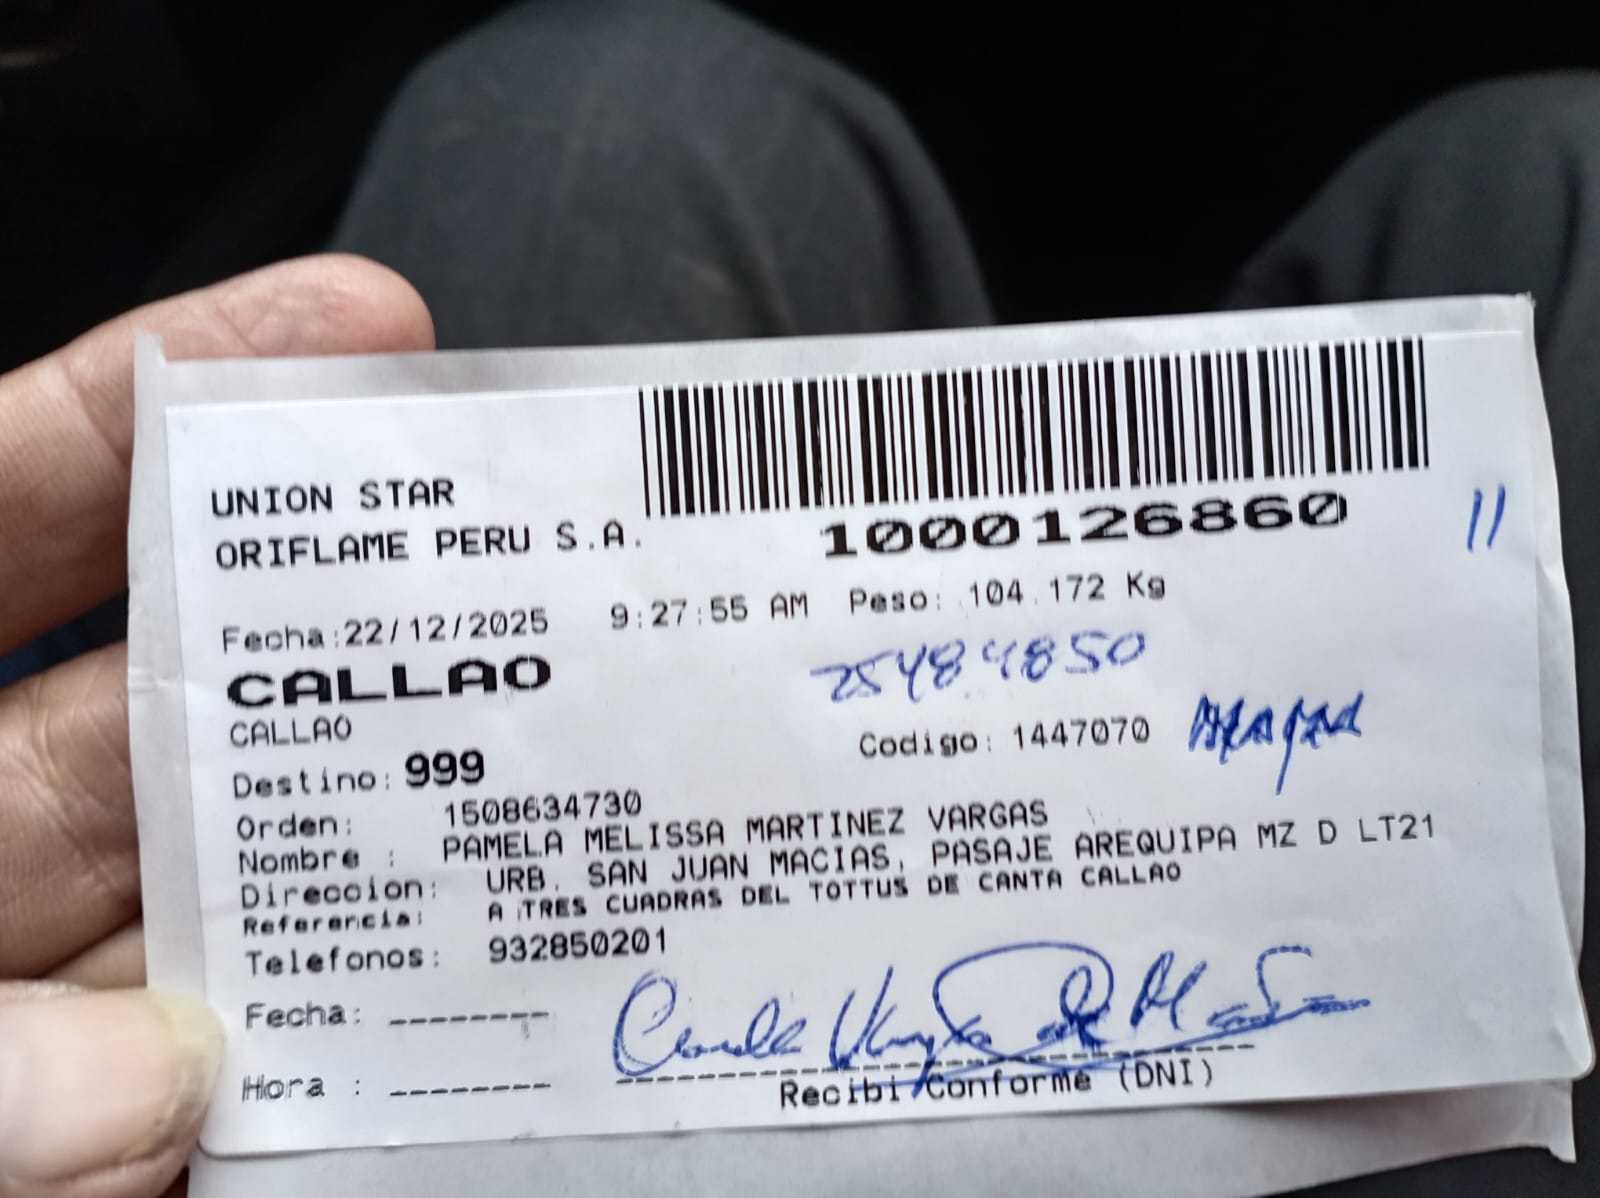 UNION STAR
ORIFLAME PERU S.A.
1000126860
11
Fecha:22/12/2025 9:27:55 AM Peso: 104.172 Kg
CALLAO
25484850
CALLAO
Codigo: 1447070
Destino: 999
Orden: 1508634730
Nombre : PAMELA MELISSA MARTINEZ VARGAS
Direccion: URB. SAN JUAN MACIAS, PASAJE AREQUIPA MZ D LT21
Referencia: A TRES CUADRAS DEL TOTTUS DE CANTA CALLAO
Telefonos: 932850201
Fecha: --------
Hora : --------
Recibi Conforme (DNI)